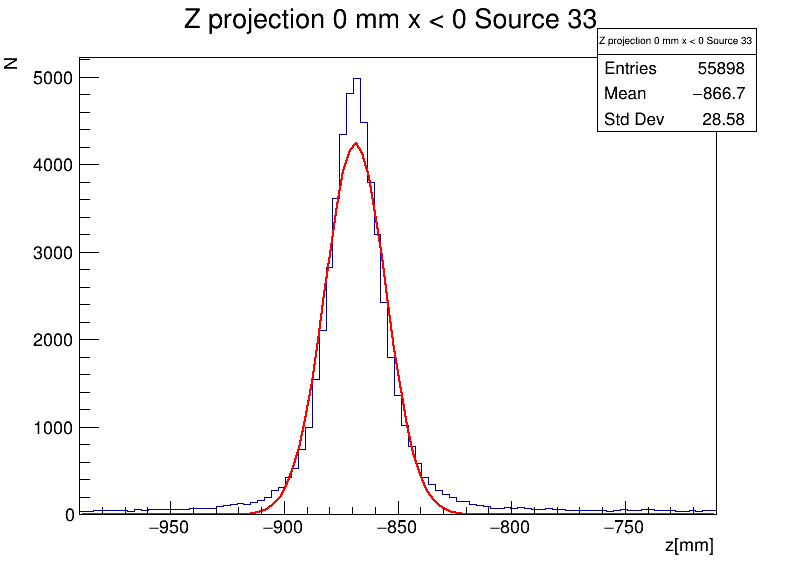 Z projection 0 mm x < 0 Source 33
Z projection 0 mm x < 0 Source 33
Entries 55898
Mean −866.7
Std Dev 28.58
N
5000
4000
3000
2000
1000
0
−950 −900 −850 −800 −750
z[mm]